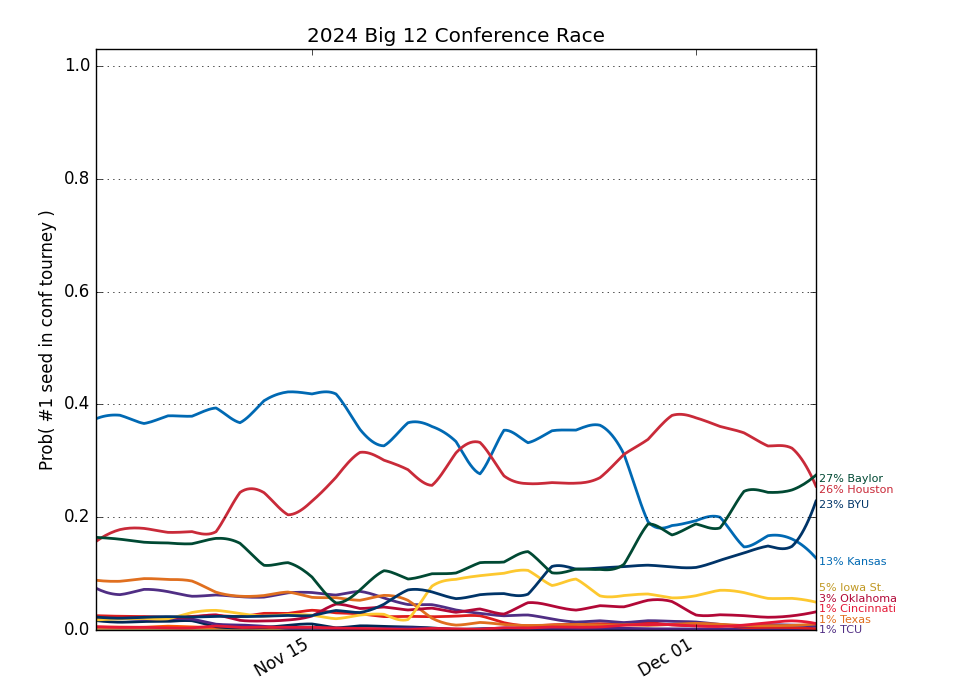 2024 Big 12 Conference Race
Prob( #1 seed in conf tourney )
1.0
0.8
0.6
0.4
0.2
0.0
Nov 15
Dec 01
27% Baylor
26% Houston
23% BYU
13% Kansas
5% Iowa St.
3% Oklahoma
1% Cincinnati
1% Texas
1% TCU